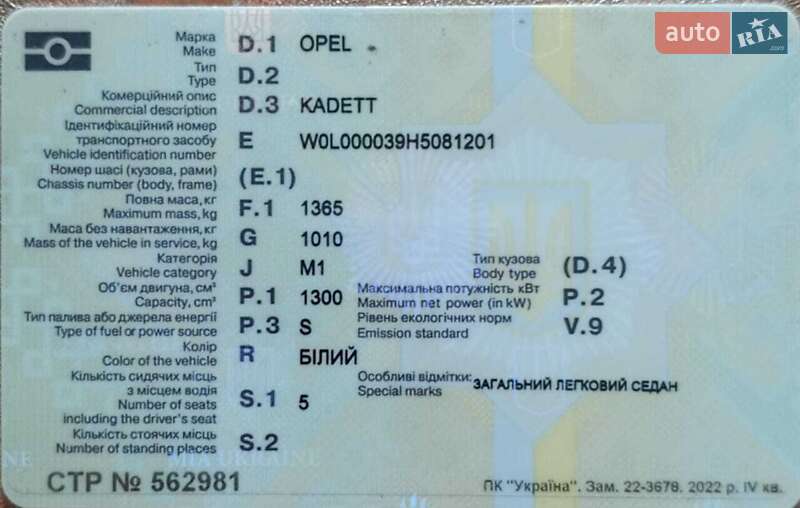 Марка
Make D.1 OPEL
Тип
Type D.2
Комерційний опис
Commercial description D.3 KADETT
Ідентифікаційний номер
транспортного засобу
Vehicle identification number E W0L000039H5081201
Номер шасі (кузова, рами)
Chassis number (body, frame) (E.1)
Повна маса, кг
Maximum mass, kg F.1 1365
Маса без навантаження, кг
Mass of the vehicle in service, kg G 1010
Категорія
Vehicle category J M1
Тип кузова
Body type (D.4)
Об'єм двигуна, см³
Capacity, cm³ P.1 1300
Максимальна потужність кВт
Maximum net power (in kW) P.2
Тип палива або джерела енергії
Type of fuel or power source P.3 S
Рівень екологічних норм
Emission standard V.9
Колір
Color of the vehicle R БІЛИЙ
Кількість сидячих місць
з місцем водія
Number of seats
including the driver's seat S.1 5
Особливі відмітки:
Special marks ЗАГАЛЬНИЙ ЛЕГКОВИЙ СЕДАН
Кількість стоячих місць
Number of standing places S.2
MIA UKRAINE
СТР № 562981
ПК "Україна". Зам. 22-3678. 2022 р. IV кв.
auto RIA .com